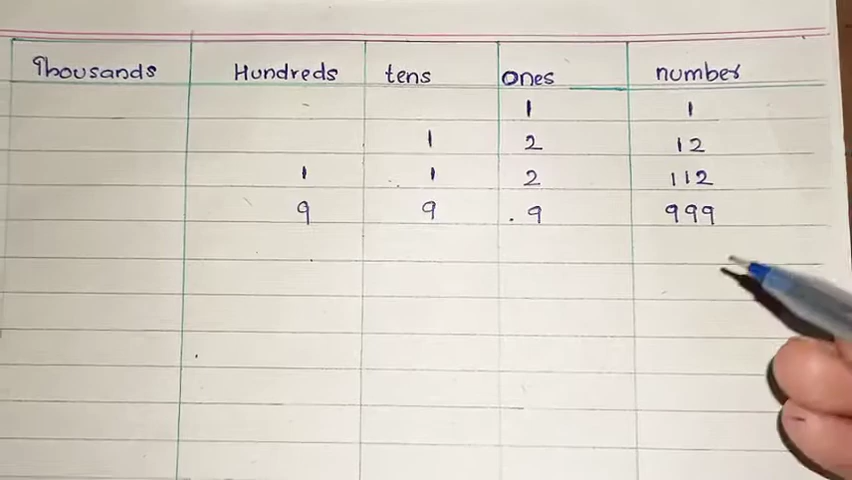 Thousands Hundreds tens ones number
1 1
1 2 12
1 1 2 112
9 9 9 999